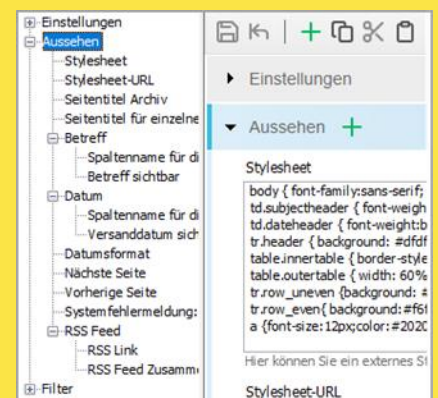 Einstellungen
Aussehen
Stylesheet
Stylesheet-URL
Seitentitel Archiv
Seitentitel für einzelne
Betreff
Spaltenname für di
Betreff sichtbar
Datum
Spaltenname für di
Versanddatum sich
Datumsformat
Nächste Seite
Vorherige Seite
Systemfehlermeldung:
RSS Feed
RSS Link
RSS Feed Zusamm
Filter
Einstellungen
Aussehen
Stylesheet
body { font-family:sans-serif;
td.subjectheader { font-weigh
td.dateheader { font-weight:b
tr.header { background: #dfdf
table.innertable { border-style
table.outertable { width: 60%
tr.row_uneven {background: #
tr.row_even{ background:#f6f
a {font-size:12px;color:#2020
Hier können Sie ein externes St
Stylesheet-URL